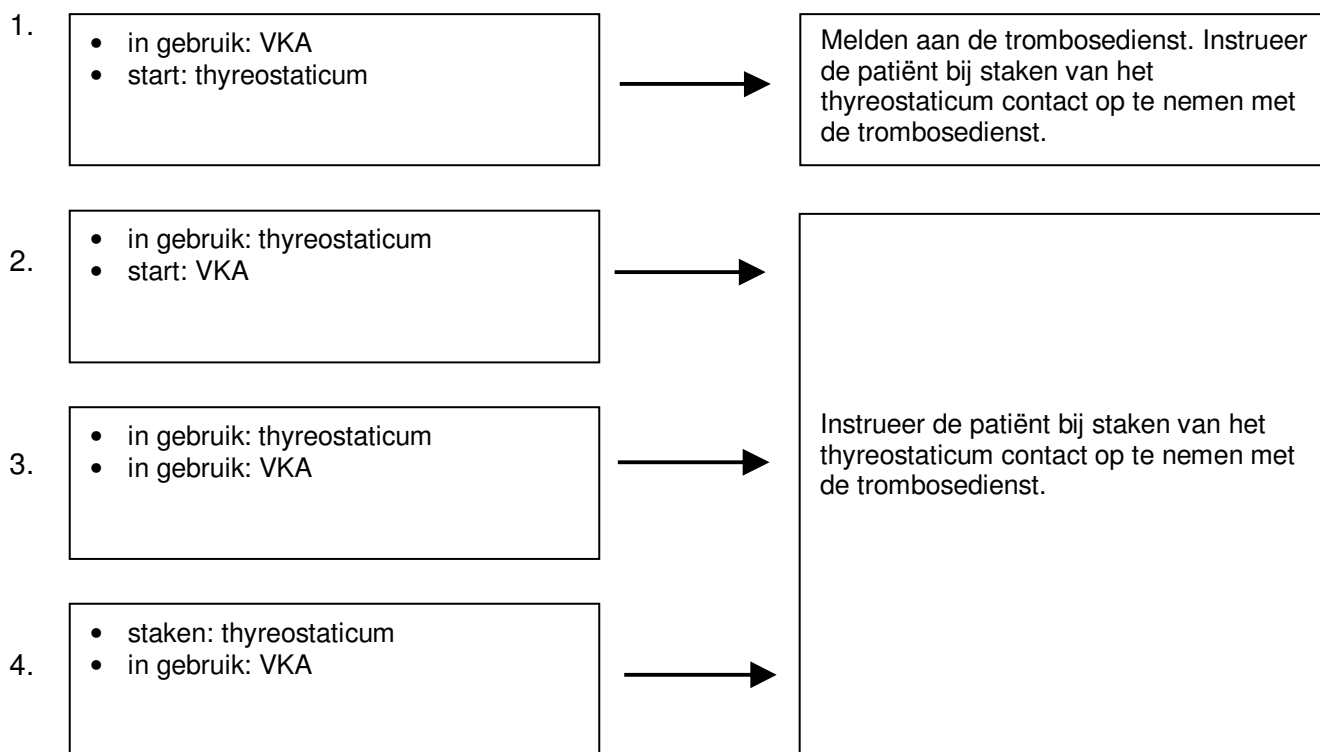 1.
• in gebruik: VKA
• start: thyreostaticum
Melden aan de trombosedienst. Instrueer
de patiënt bij staken van het
thyreostaticum contact op te nemen met
de trombosedienst.
2.
• in gebruik: thyreostaticum
• start: VKA
3.
• in gebruik: thyreostaticum
• in gebruik: VKA
Instrueer de patiënt bij staken van het
thyreostaticum contact op te nemen met
de trombosedienst.
4.
• staken: thyreostaticum
• in gebruik: VKA